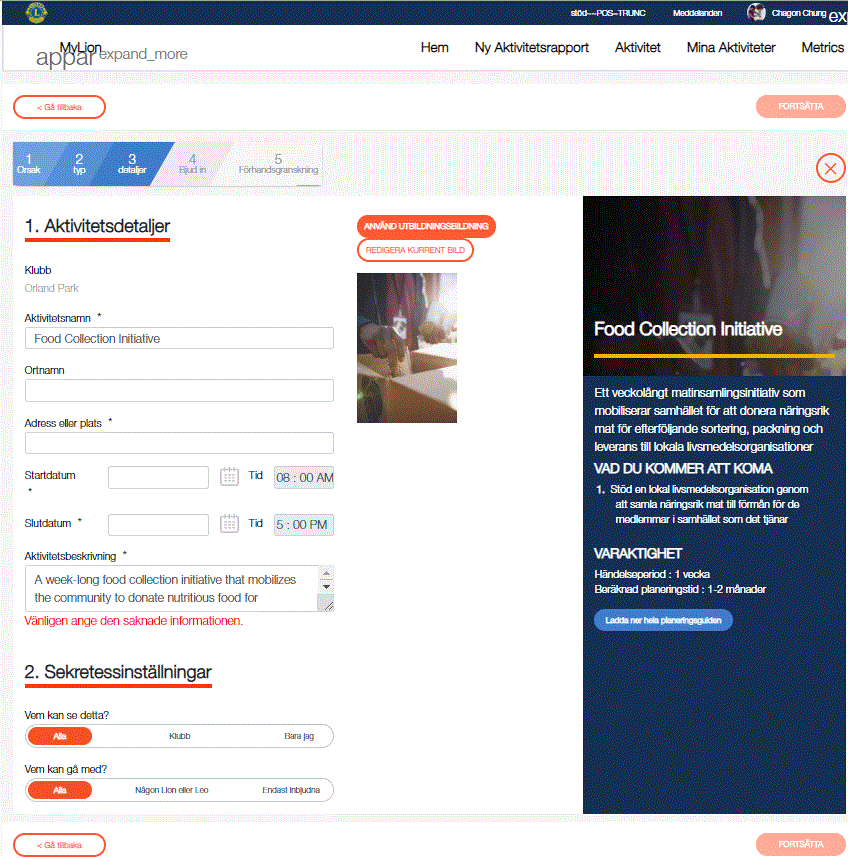 stöd---POS-TRUNC Meddelanden Chagon Chung exp
MyLion
appar expand_more
Hem Ny Aktivitetsrapport Aktivitet Mina Aktiviteter Metrics
< Gå tillbaka FORTSÄTTA
1 2 3 4 5
Orsak typ detaljer Bjud in Förhandsgranskning
1. Aktivitetsdetaljer
Klubb
Orland Park
Aktivitetsnamn *
Food Collection Initiative
Ortnamn
Adress eller plats *
Startdatum * Tid 08 : 00 AM
Slutdatum * Tid 5 : 00 PM
Aktivitetsbeskrivning *
A week-long food collection initiative that mobilizes
the community to donate nutritious food for
Vänligen ange den saknade informationen.
2. Sekretessinställningar
Vem kan se detta?
Alla Klubb Bara jag
Vem kan gå med?
Alla Någon Lion eller Leo Endast Inbjudna
ANVÄND UTBILDNINGSBILDNING
REDIGERA KURRENT BILD
Food Collection Initiative
Ett veckolångt matinsamlingsinitiativ som
mobiliserar samhället för att donera näringsrik
mat för efterföljande sortering, packning och
leverans till lokala livsmedelsorganisationer
VAD DU KOMMER ATT KOMA
1. Stöd en lokal livsmedelsorganisation genom
att samla näringsrik mat till förmån för de
medlemmar i samhället som det tjänar
VARAKTIGHET
Händelseperiod : 1 vecka
Beräknad planeringstid : 1-2 månader
Ladda ner hela planeringsguiden
< Gå tillbaka FORTSÄTTA